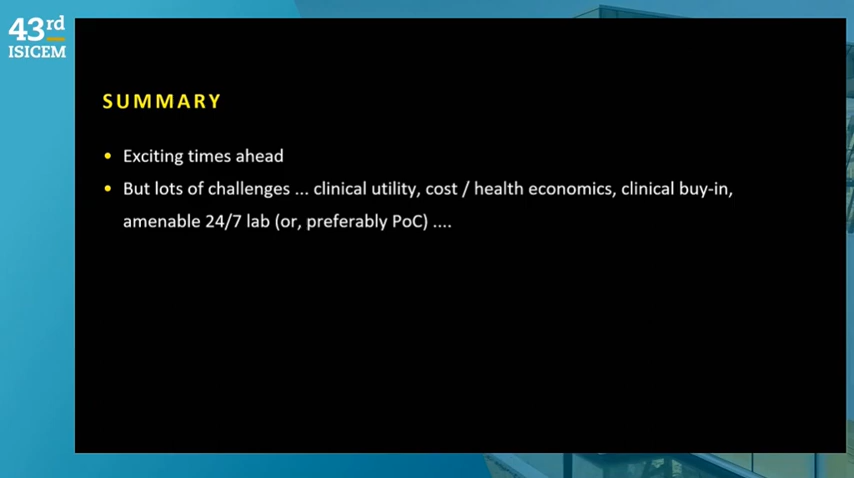 43rd
ISICEM
SUMMARY
• Exciting times ahead
• But lots of challenges ... clinical utility, cost / health economics, clinical buy-in,
amenable 24/7 lab (or, preferably PoC) ....